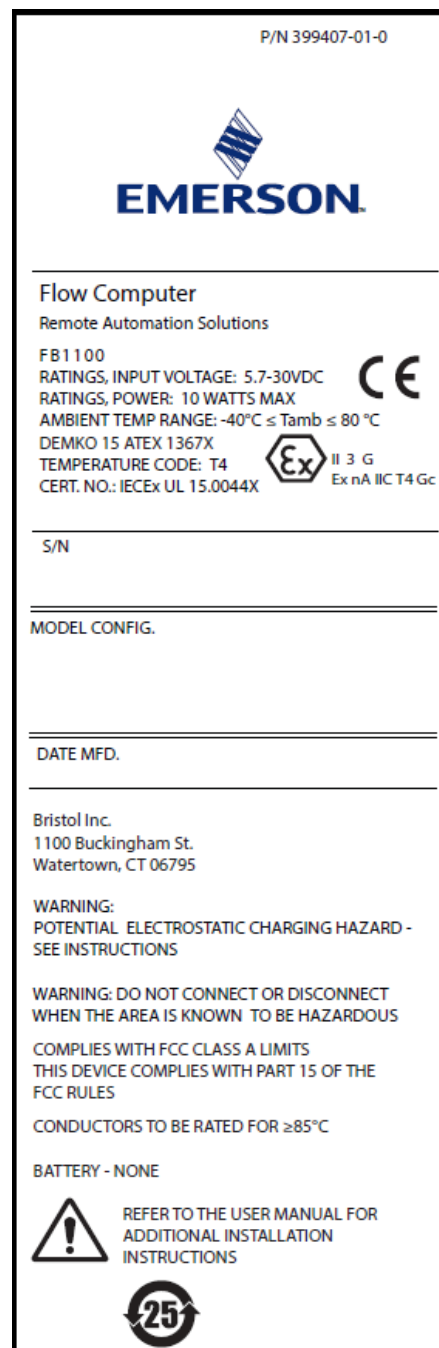 P/N 399407-01-0
EMERSON™
Flow Computer
Remote Automation Solutions
FB1100
RATINGS, INPUT VOLTAGE: 5.7-30VDC
RATINGS, POWER: 10 WATTS MAX
AMBIENT TEMP RANGE: -40°C ≤ Tamb ≤ 80 °C
DEMKO 15 ATEX 1367X
TEMPERATURE CODE: T4
CERT. NO.: IECEx UL 15.0044X
CE
Ex
II 3 G
Ex nA IIC T4 Gc
S/N
MODEL CONFIG.
DATE MFD.
Bristol Inc.
1100 Buckingham St.
Watertown, CT 06795
WARNING:
POTENTIAL ELECTROSTATIC CHARGING HAZARD -
SEE INSTRUCTIONS
WARNING: DO NOT CONNECT OR DISCONNECT
WHEN THE AREA IS KNOWN TO BE HAZARDOUS
COMPLIES WITH FCC CLASS A LIMITS
THIS DEVICE COMPLIES WITH PART 15 OF THE
FCC RULES
CONDUCTORS TO BE RATED FOR ≥85°C
BATTERY - NONE
REFER TO THE USER MANUAL FOR
ADDITIONAL INSTALLATION
INSTRUCTIONS
25